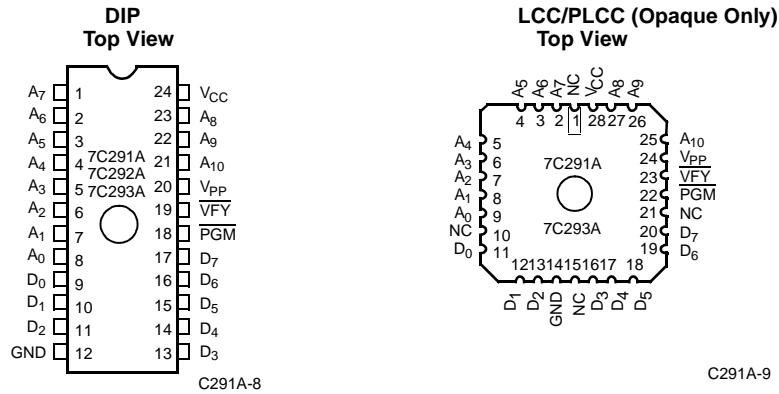 DIP
Top View
A7 1 24 VCC
A6 2 23 A8
A5 3 22 A9
A4 4 7C291A 21 A10
7C292A
A3 5 7C293A 20 VPP
A2 6 19 VFY
A1 7 18 PGM
A0 8 17 D7
D0 9 16 D6
D1 10 15 D5
D2 11 14 D4
GND 12 13 D3
C291A-8
LCC/PLCC (Opaque Only)
Top View
A5 A6 A7 NC VCC A8 A9
4 3 2 1 28 27 26
A4 5 25 A10
A3 6 7C291A 24 VPP
A2 7 23 VFY
A1 8 22 PGM
A0 9 21 NC
NC 10 7C293A 20 D7
D0 11 19 D6
12 13 14 15 16 17 18
D1 D2 GND NC D3 D4 D5
C291A-9